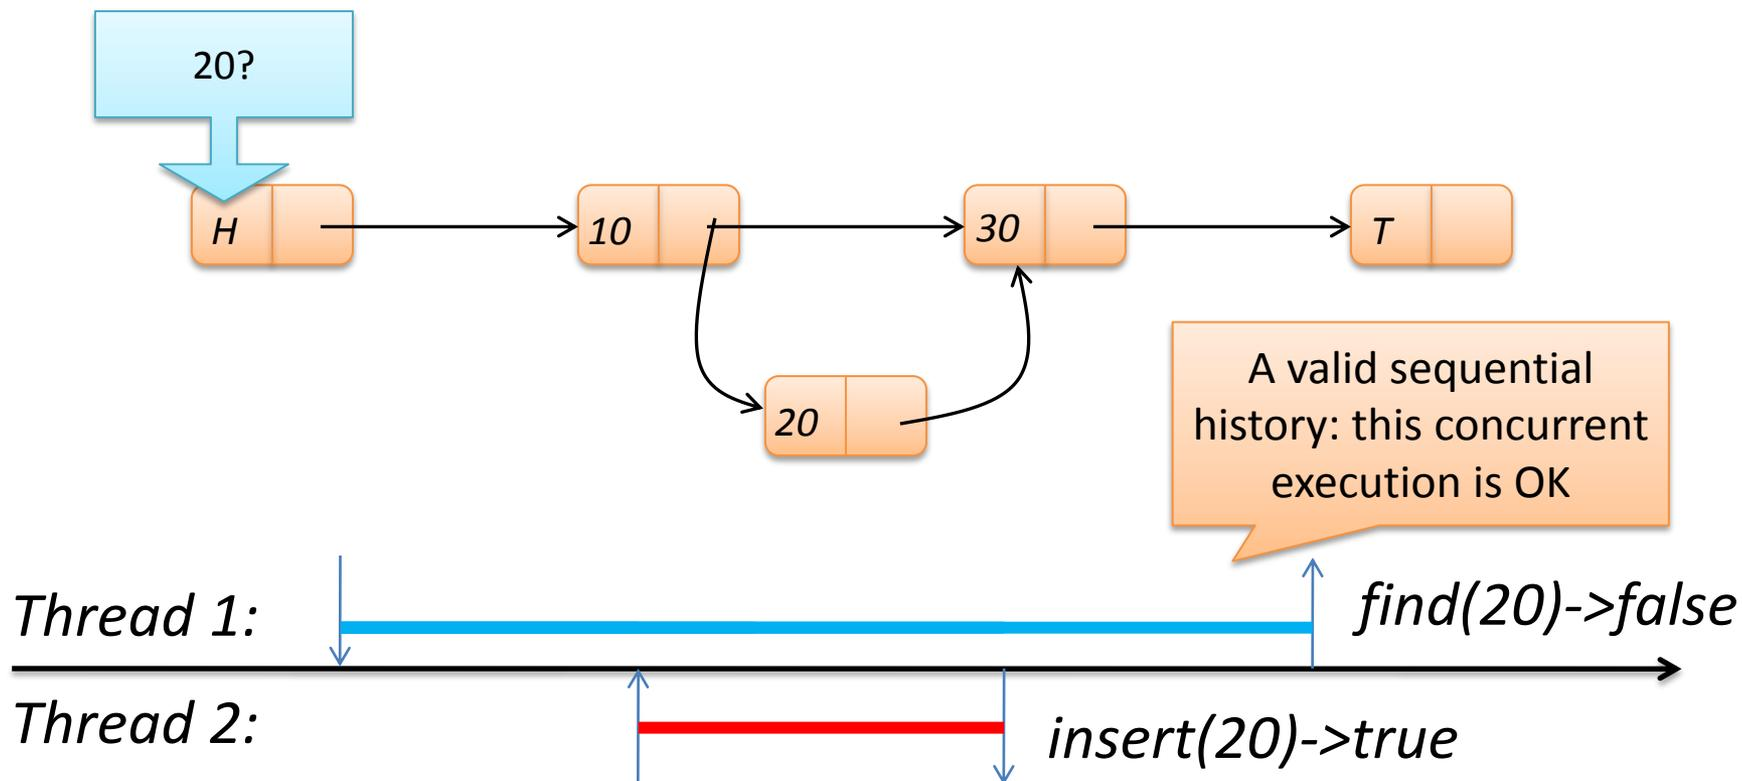 20?
H
10
30
T
20
A valid sequential
history: this concurrent
execution is OK
Thread 1:
find(20)->false
Thread 2:
insert(20)->true